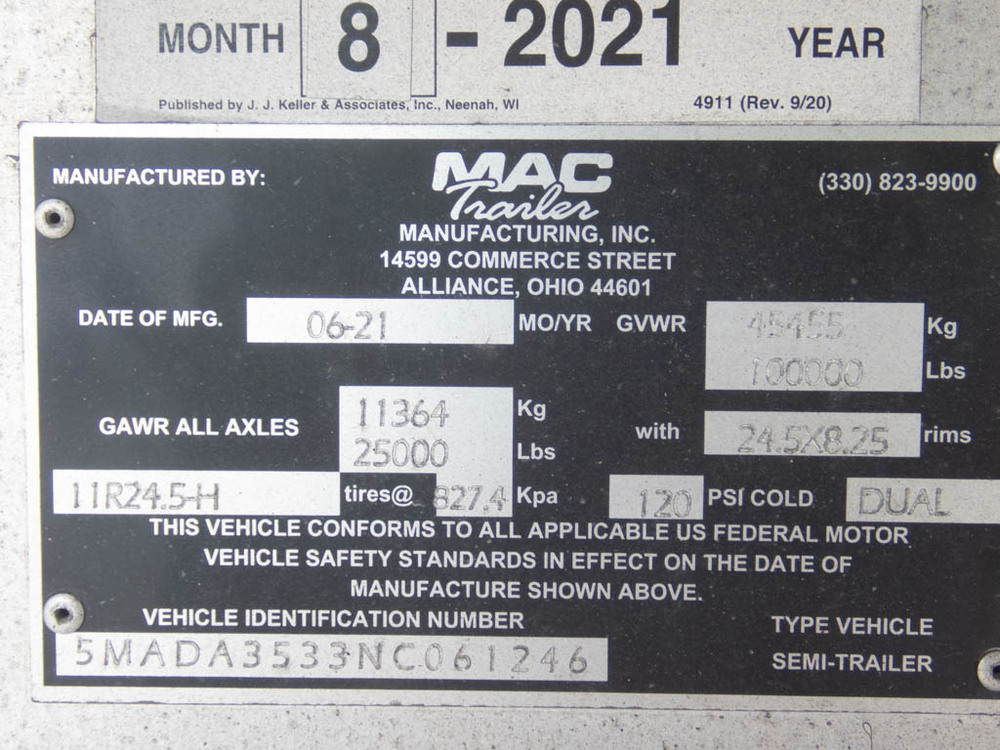 MONTH 8 - 2021 YEAR
Published by J. J. Keller & Associates, Inc., Neenah, WI 4911 (Rev. 9/20)
MANUFACTURED BY: MAC (330) 823-9900
Trailer
MANUFACTURING, INC.
14599 COMMERCE STREET
ALLIANCE, OHIO 44601
DATE OF MFG. 06-21 MO/YR GVWR 45455 Kg
100000 Lbs
GAWR ALL AXLES 11364 Kg
25000 Lbs with 24.5X8.25 rims
11R24.5-H tires@ 827.4 Kpa 120 PSI COLD DUAL
THIS VEHICLE CONFORMS TO ALL APPLICABLE US FEDERAL MOTOR
VEHICLE SAFETY STANDARDS IN EFFECT ON THE DATE OF
MANUFACTURE SHOWN ABOVE.
VEHICLE IDENTIFICATION NUMBER TYPE VEHICLE
5MADA3533NC061246 SEMI-TRAILER